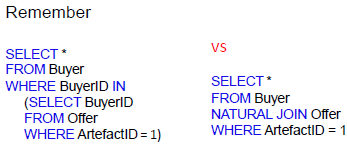 Remember
SELECT *
FROM Buyer
WHERE BuyerID IN
(SELECT BuyerID
FROM Offer
WHERE ArtefactID = 1)
VS
SELECT *
FROM Buyer
NATURAL JOIN Offer
WHERE ArtefactID = 1